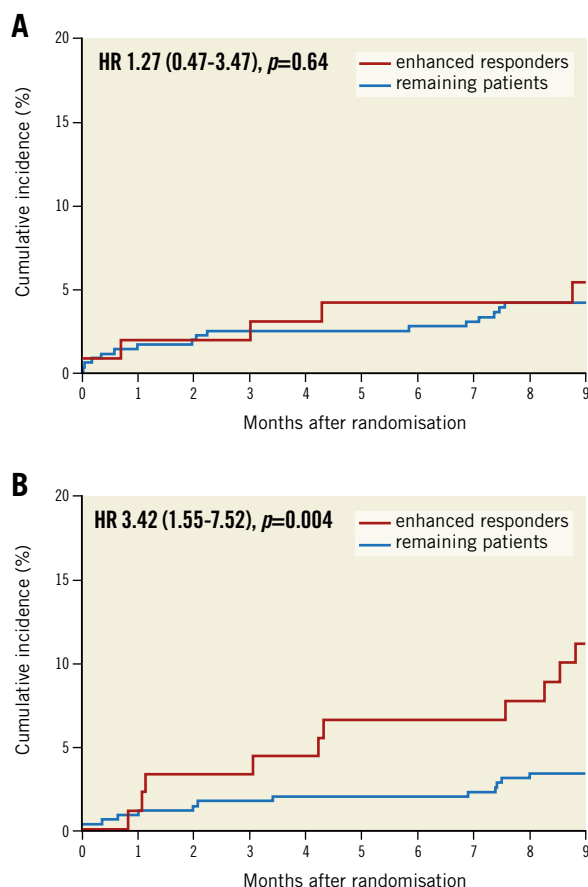 A
HR 1.27 (0.47-3.47), p=0.64
enhanced responders
remaining patients
Cumulative incidence (%)
20
15
10
5
0
0 1 2 3 4 5 6 7 8 9
Months after randomisation
B
HR 3.42 (1.55-7.52), p=0.004
enhanced responders
remaining patients
Cumulative incidence (%)
20
15
10
5
0
0 1 2 3 4 5 6 7 8 9
Months after randomisation